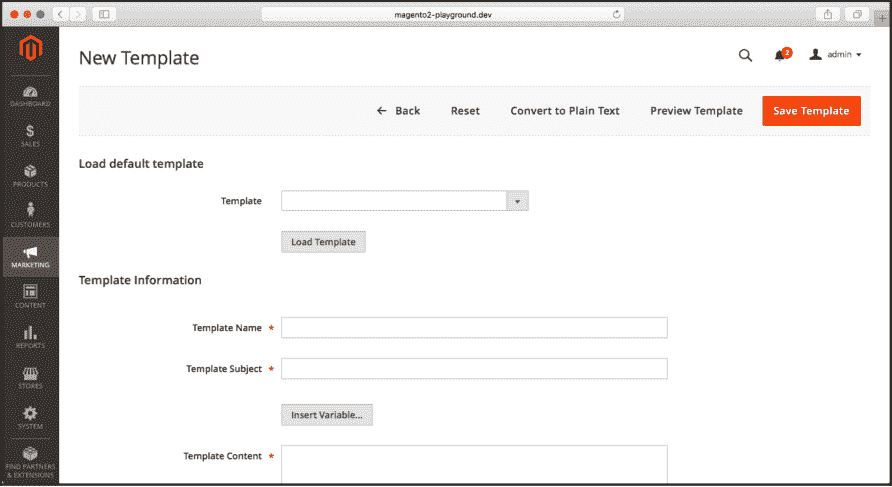 magento2-playground.dev
New Template
2
admin
← Back Reset Convert to Plain Text Preview Template Save Template
DASHBOARD
$
SALES
PRODUCTS
CUSTOMERS
MARKETING
CONTENT
REPORTS
STORES
SYSTEM
FIND PARTNERS
& EXTENSIONS
Load default template
Template
Load Template
Template Information
Template Name *
Template Subject *
Insert Variable...
Template Content *